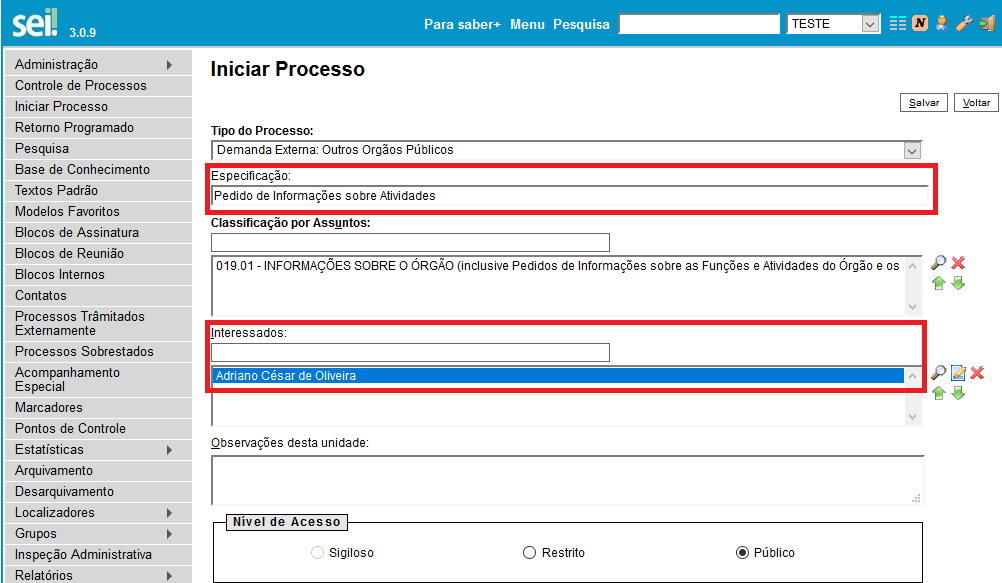 sei! 3.0.9
Para saber+ Menu Pesquisa TESTE
N
Administração
Controle de Processos
Iniciar Processo
Retorno Programado
Pesquisa
Base de Conhecimento
Textos Padrão
Modelos Favoritos
Blocos de Assinatura
Blocos de Reunião
Blocos Internos
Contatos
Processos Trâmitados
Externamente
Processos Sobrestados
Acompanhamento
Especial
Marcadores
Pontos de Controle
Estatísticas
Arquivamento
Desarquivamento
Localizadores
Grupos
Inspeção Administrativa
Relatórios
Iniciar Processo
Salvar Voltar
Tipo do Processo:
Demanda Externa: Outros Orgãos Públicos
Especificação:
Pedido de Informações sobre Atividades
Classificação por Assuntos:
019.01 - INFORMAÇÕES SOBRE O ÓRGÃO (inclusive Pedidos de Informações sobre as Funções e Atividades do Órgão e os
Interessados:
Adriano César de Oliveira
Observações desta unidade:
Nível de Acesso
Sigiloso Restrito Público